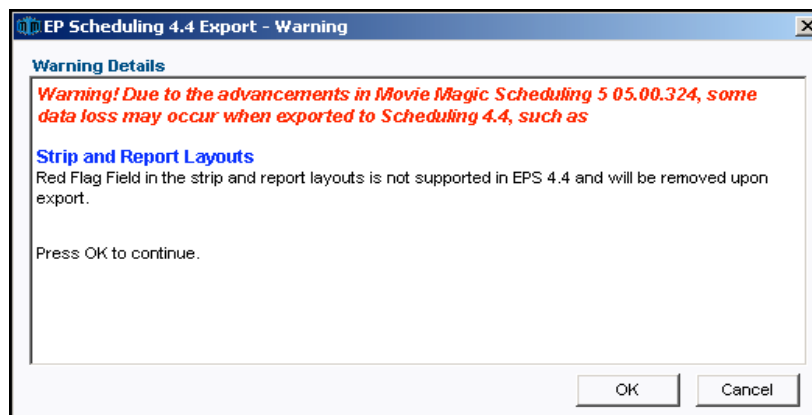 EP Scheduling 4.4 Export - Warning
Warning Details
Warning! Due to the advancements in Movie Magic Scheduling 5 05.00.324, some
data loss may occur when exported to Scheduling 4.4, such as
Strip and Report Layouts
Red Flag Field in the strip and report layouts is not supported in EPS 4.4 and will be removed upon
export.
Press OK to continue.
OK
Cancel